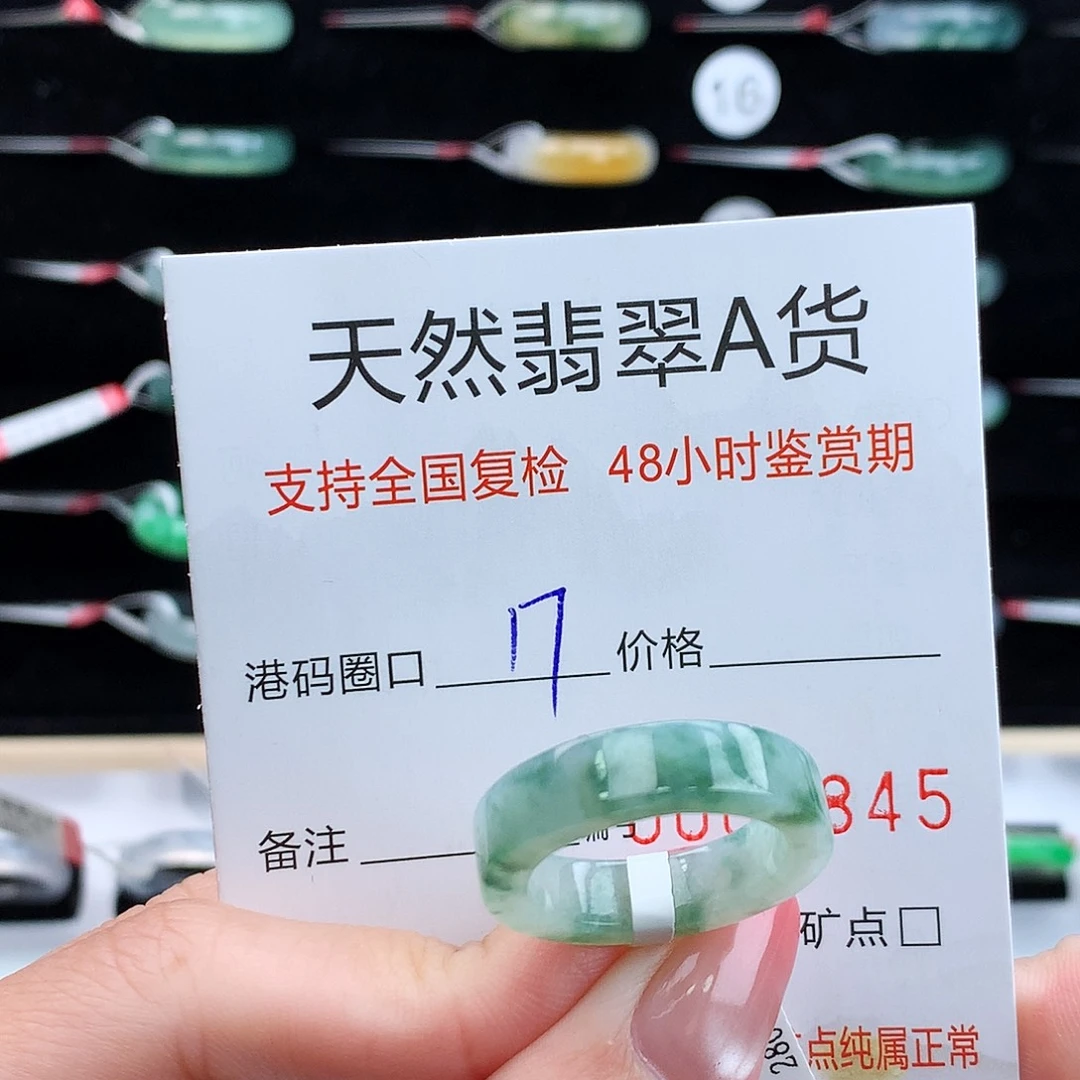 16
天然翡翠A货
支持全国复检 48小时鉴赏期
港码圈口 17 价格
备注 845
矿点
点纯属正常